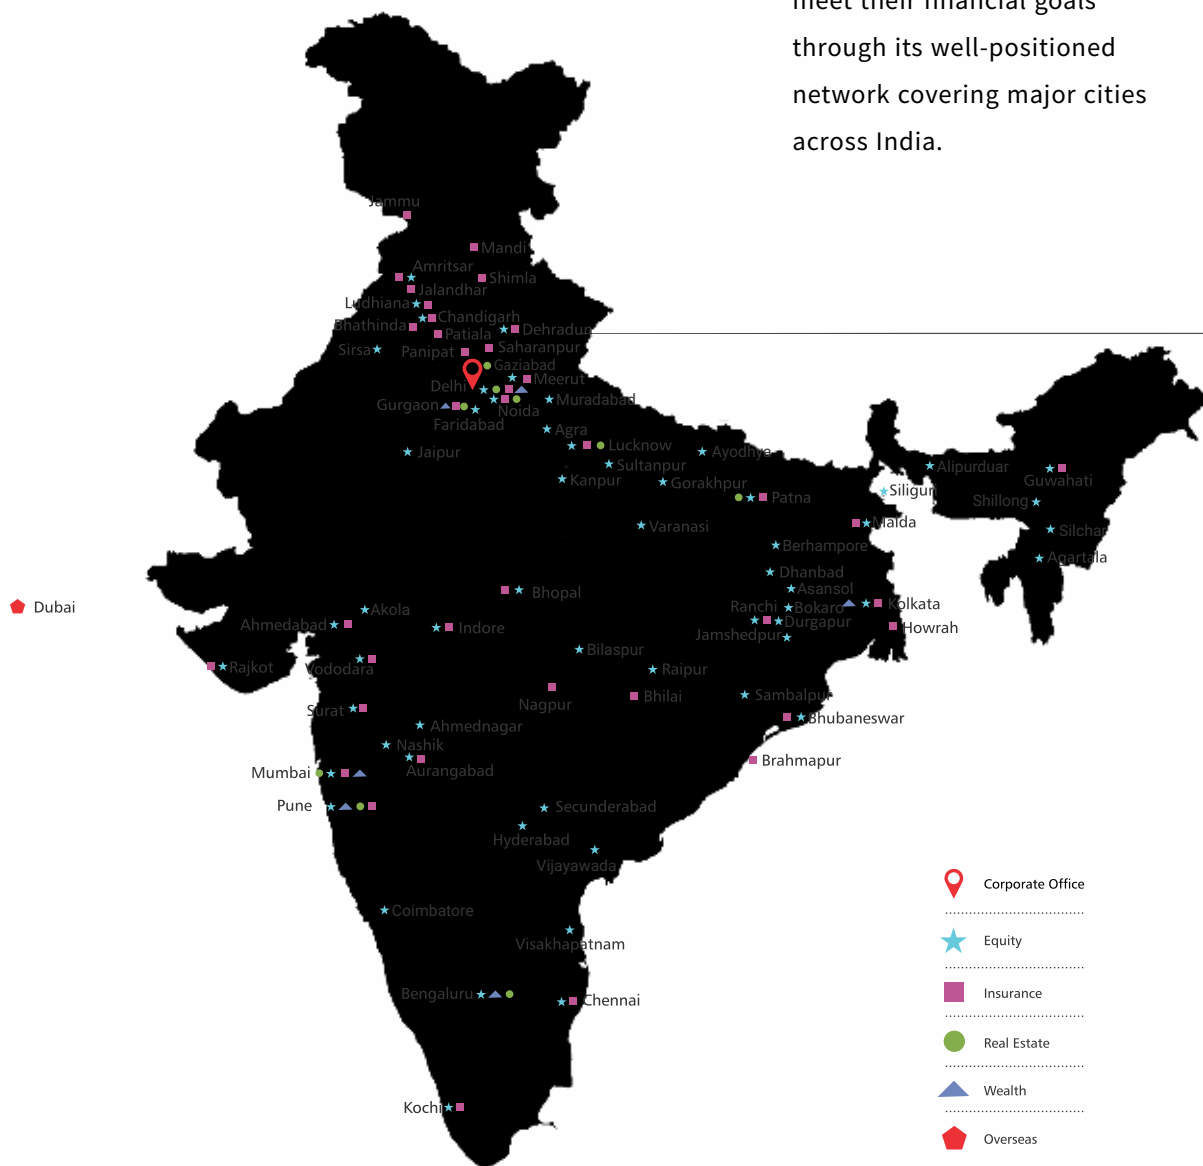 meet their financial goals
through its well-positioned
network covering major cities
across India.
Jammu
Mandi
Amritsar
Shimla
Jalandhar
Ludhiana
Chandigarh
Bhathinda
Patiala
Dehradun
Sirsa
Panipat
Saharanpur
Gaziabad
Delhi
Meerut
Gurgaon
Noida
Muradabad
Faridabad
Agra
Jaipur
Lucknow
Ayodhya
Sultanpur
Kanpur
Gorakhpur
Patna
Alipurduar
Guwahati
Siliguri
Shillong
Malda
Varanasi
Silchar
Berhampore
Agartala
Dhanbad
Asansol
Bhopal
Dubai
Akola
Ranchi
Bokaro
Kolkata
Ahmedabad
Indore
Durgapur
Howrah
Jamshedpur
Bilaspur
Rajkot
Vododara
Raipur
Nagpur
Bhilai
Sambalpur
Surat
Bhubaneswar
Ahmednagar
Nashik
Aurangabad
Brahmapur
Mumbai
Pune
Secunderabad
Hyderabad
Vijayawada
Coimbatore
Visakhapatnam
Bengaluru
Chennai
Kochi
Corporate Office
Equity
Insurance
Real Estate
Wealth
Overseas